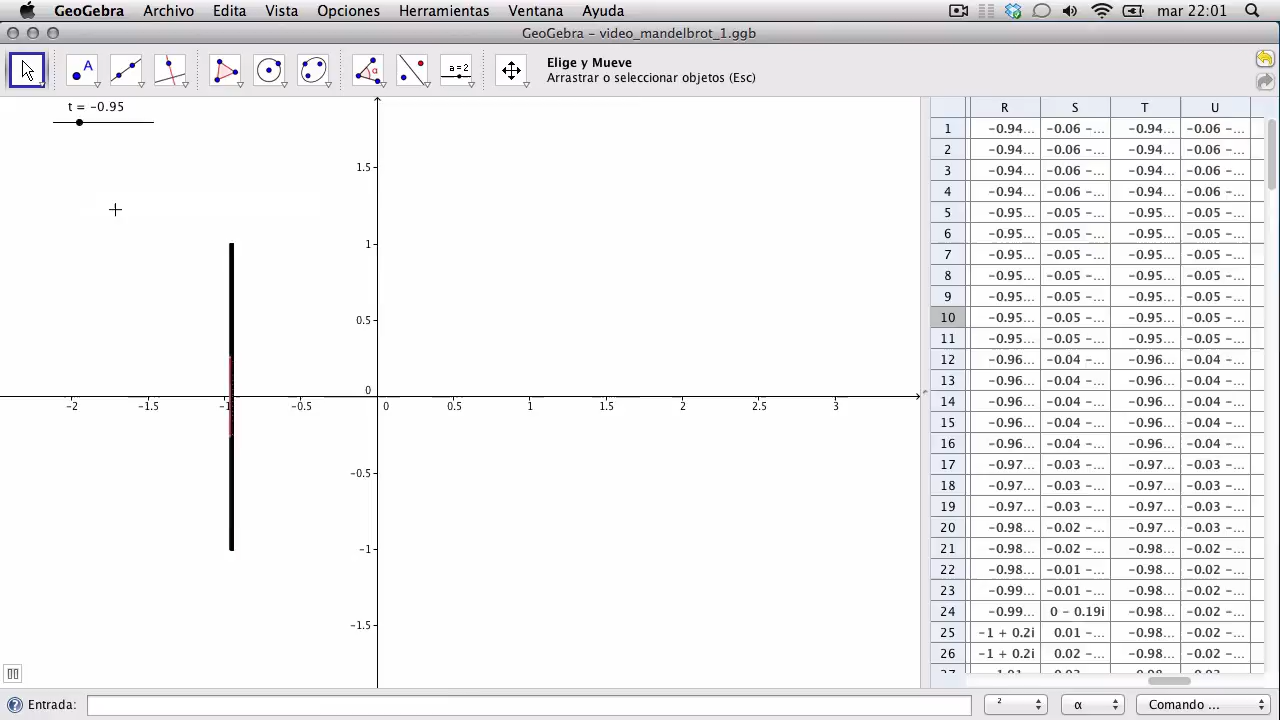 GeoGebra Archivo Edita Vista Opciones Herramientas Ventana Ayuda mar 22:01
GeoGebra – video_mandelbrot_1.ggb
A α a=2 Elige y Mueve
Arrastrar o seleccionar objetos (Esc)
t = −0.95
1.5
1
0.5
0
-2 -1.5 -1 -0.5 0 0.5 1 1.5 2 2.5 3
-0.5
-1
-1.5
R S T U
1 -0.94... -0.06 -... -0.94... -0.06 -...
2 -0.94... -0.06 -... -0.94... -0.06 -...
3 -0.94... -0.06 -... -0.94... -0.06 -...
4 -0.94... -0.06 -... -0.94... -0.06 -...
5 -0.95... -0.05 -... -0.95... -0.05 -...
6 -0.95... -0.05 -... -0.95... -0.05 -...
7 -0.95... -0.05 -... -0.95... -0.05 -...
8 -0.95... -0.05 -... -0.95... -0.05 -...
9 -0.95... -0.05 -... -0.95... -0.05 -...
10 -0.95... -0.05 -... -0.95... -0.05 -...
11 -0.95... -0.05 -... -0.95... -0.05 -...
12 -0.96... -0.04 -... -0.96... -0.04 -...
13 -0.96... -0.04 -... -0.96... -0.04 -...
14 -0.96... -0.04 -... -0.96... -0.04 -...
15 -0.96... -0.04 -... -0.96... -0.04 -...
16 -0.96... -0.04 -... -0.96... -0.04 -...
17 -0.97... -0.03 -... -0.97... -0.03 -...
18 -0.97... -0.03 -... -0.97... -0.03 -...
19 -0.97... -0.03 -... -0.97... -0.03 -...
20 -0.98... -0.02 -... -0.97... -0.03 -...
21 -0.98... -0.02 -... -0.98... -0.02 -...
22 -0.98... -0.01 -... -0.98... -0.02 -...
23 -0.99... -0.01 -... -0.98... -0.02 -...
24 -0.99... 0 - 0.19i -0.98... -0.02 -...
25 -1 + 0.2i 0.01 -... -0.98... -0.02 -...
26 -1 + 0.2i 0.02 -... -0.98... -0.02 -...
Entrada: ² α Comando ...